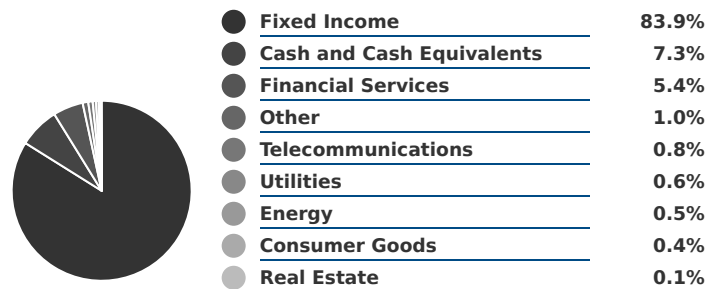 Fixed Income 83.9%
Cash and Cash Equivalents 7.3%
Financial Services 5.4%
Other 1.0%
Telecommunications 0.8%
Utilities 0.6%
Energy 0.5%
Consumer Goods 0.4%
Real Estate 0.1%